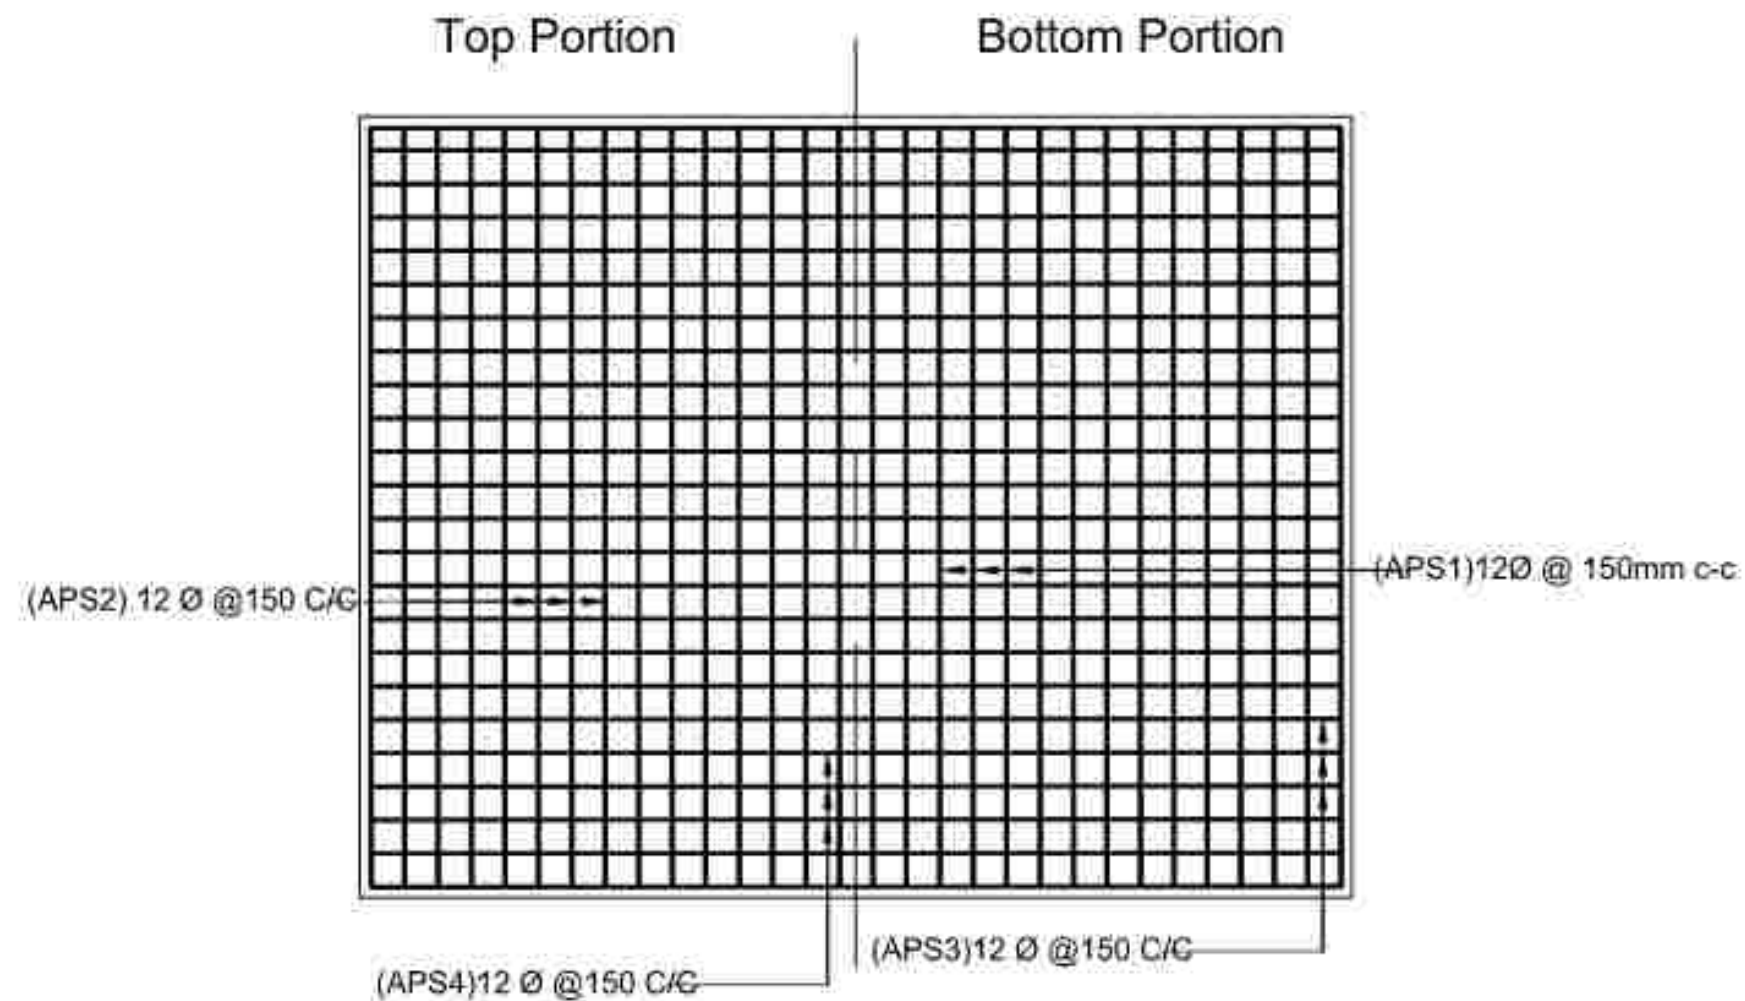 Top Portion
Bottom Portion
(APS1)12Ø @ 150mm c-c
(APS2) 12 Ø @150 C/C
(APS3)12 Ø @150 C/C
(APS4)12 Ø @150 C/C